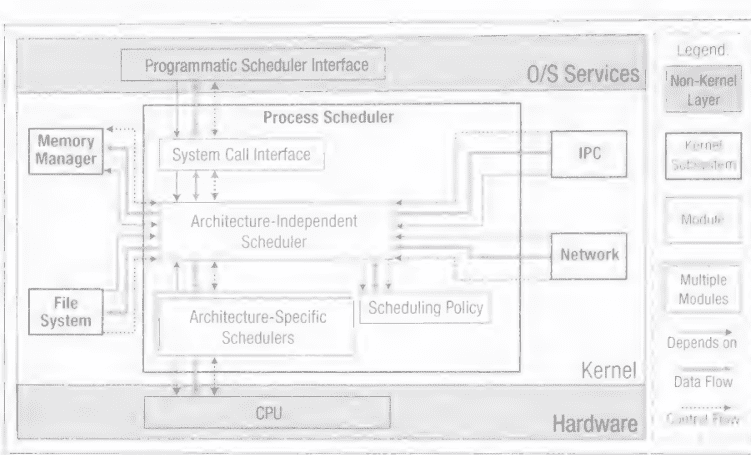 Programmatic Scheduler Interface
O/S Services
Process Scheduler
Memory
Manager
System Call Interface
IPC
Architecture-Independent
Scheduler
Network
File
System
Architecture-Specific
Schedulers
Scheduling Policy
Kernel
CPU
Hardware
Legend
Non-Kernel
Layer
Kernel
Subsystem
Module
Multiple
Modules
Depends on
Data Flow
Control Flow